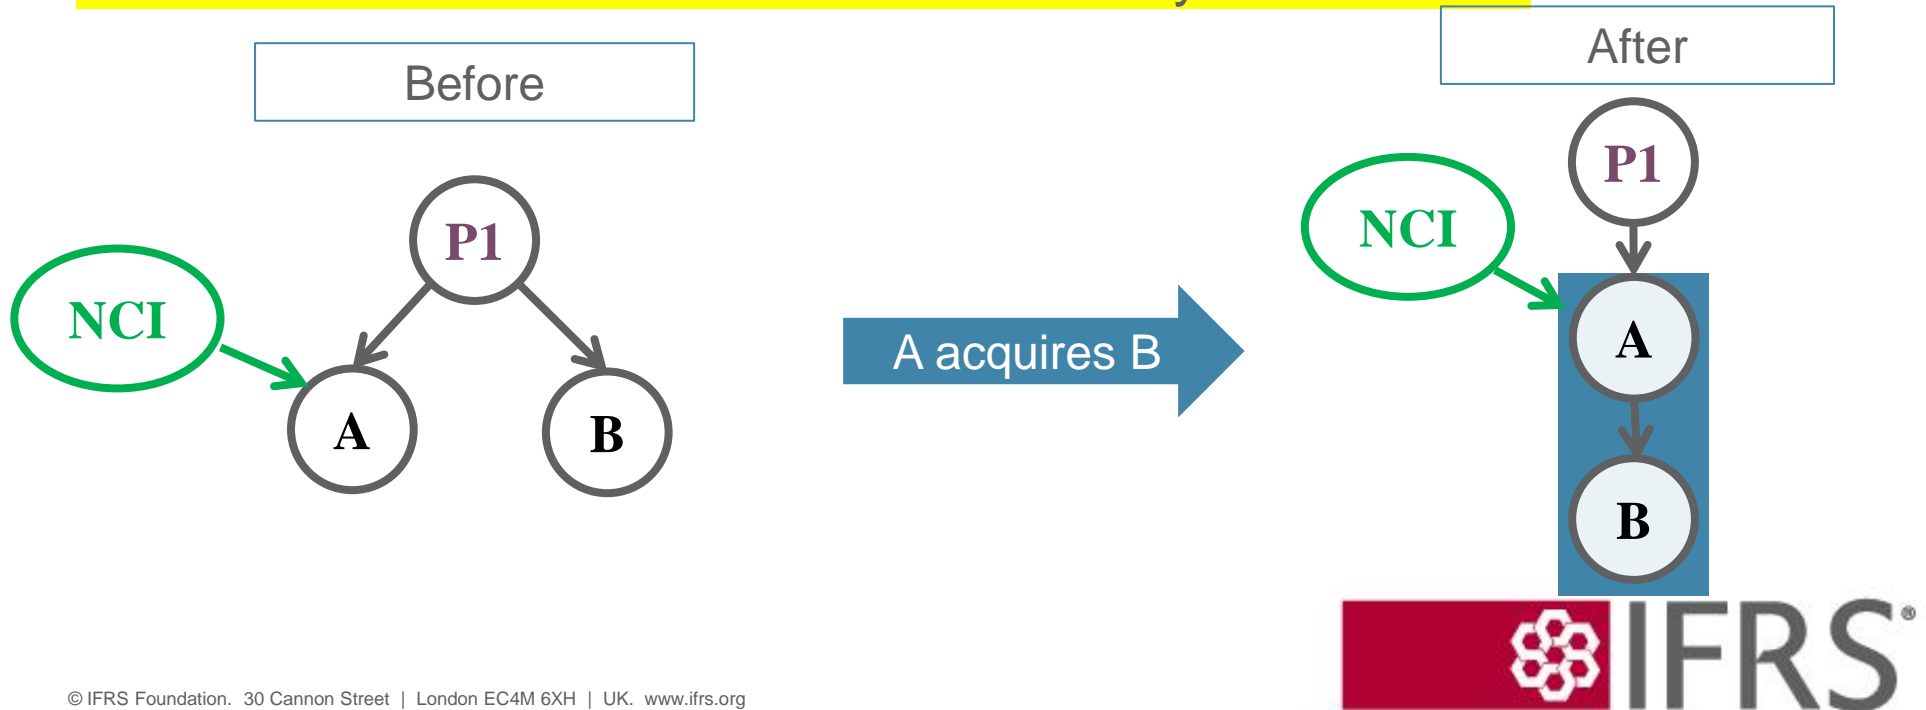 Before
After
P1
NCI
A
B
A acquires B
P1
NCI
A
B
IFRS®
© IFRS Foundation. 30 Cannon Street | London EC4M 6XH | UK. www.ifrs.org